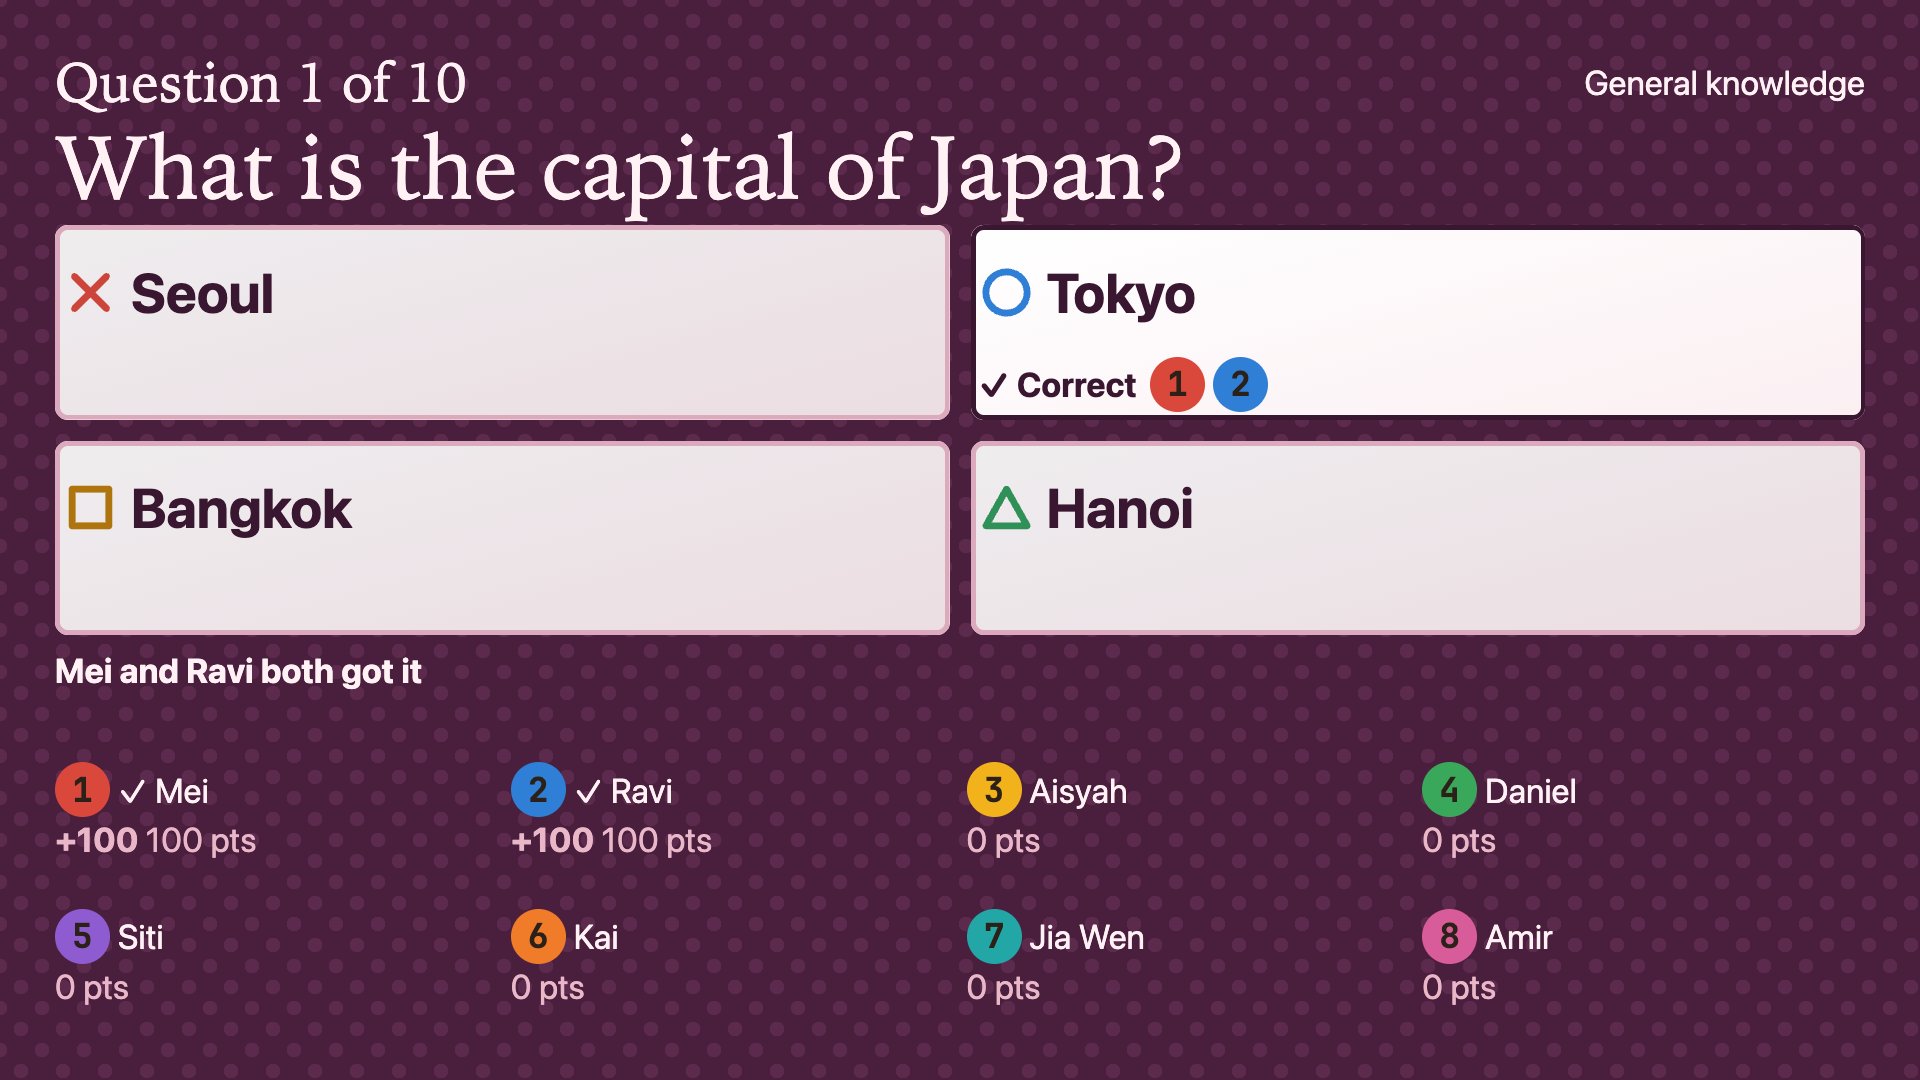 Question 1 of 10
General knowledge
What is the capital of Japan?
Seoul
Tokyo
✓ Correct 1 2
Bangkok
Hanoi
Mei and Ravi both got it
1 ✓ Mei
+100 100 pts
2 ✓ Ravi
+100 100 pts
3 Aisyah
0 pts
4 Daniel
0 pts
5 Siti
0 pts
6 Kai
0 pts
7 Jia Wen
0 pts
8 Amir
0 pts